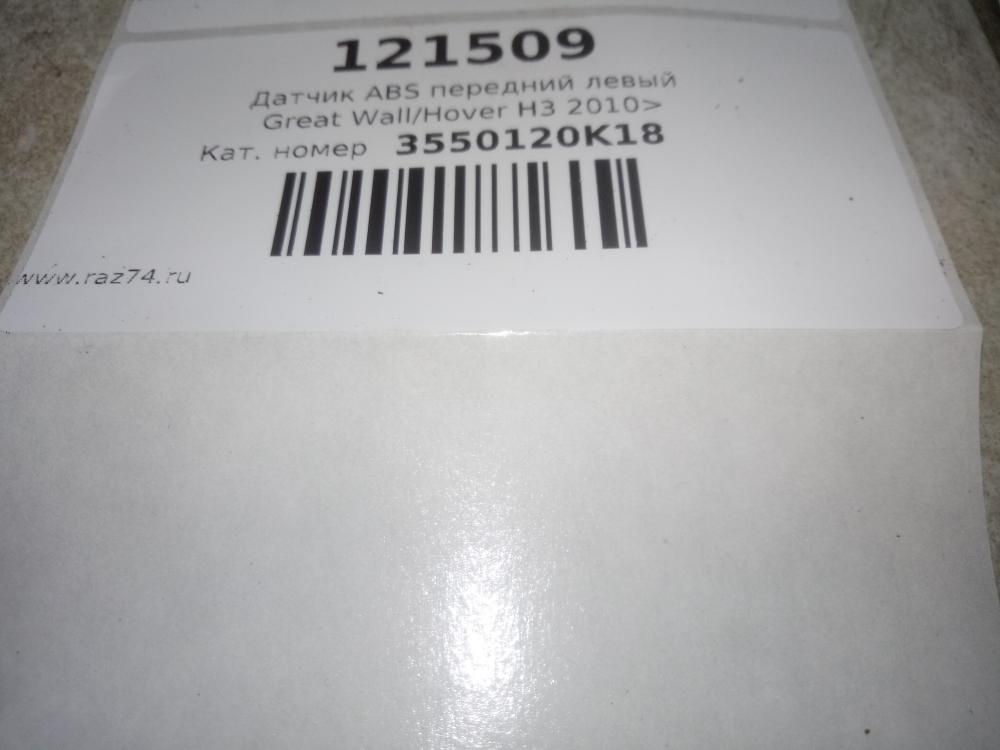 121509
Датчик ABS передний левый
Great Wall/Hover H3 2010>
Кат. номер 3550120K18
www.raz74.ru